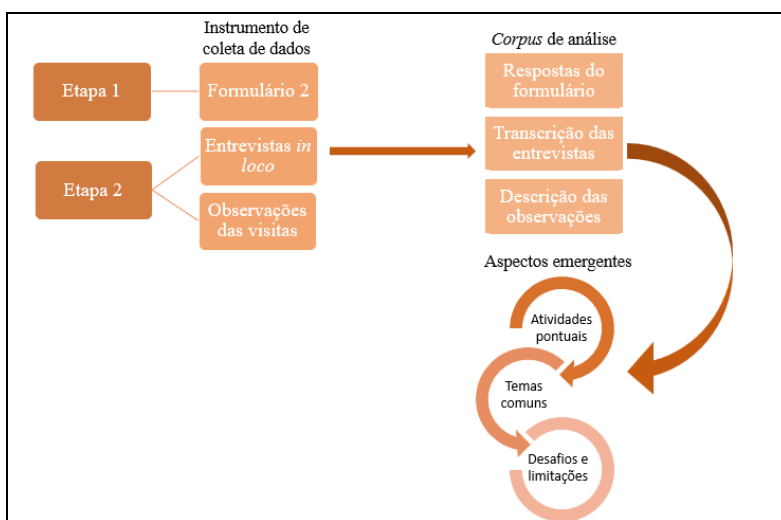 Instrumento de
coleta de dados
Etapa 1
Formulário 2
Etapa 2
Entrevistas in
loco
Observações
das visitas
Corpus de análise
Respostas do
formulário
Transcrição das
entrevistas
Descrição das
observações
Aspectos emergentes
Atividades
pontuais
Temas
comuns
Desafios e
limitações